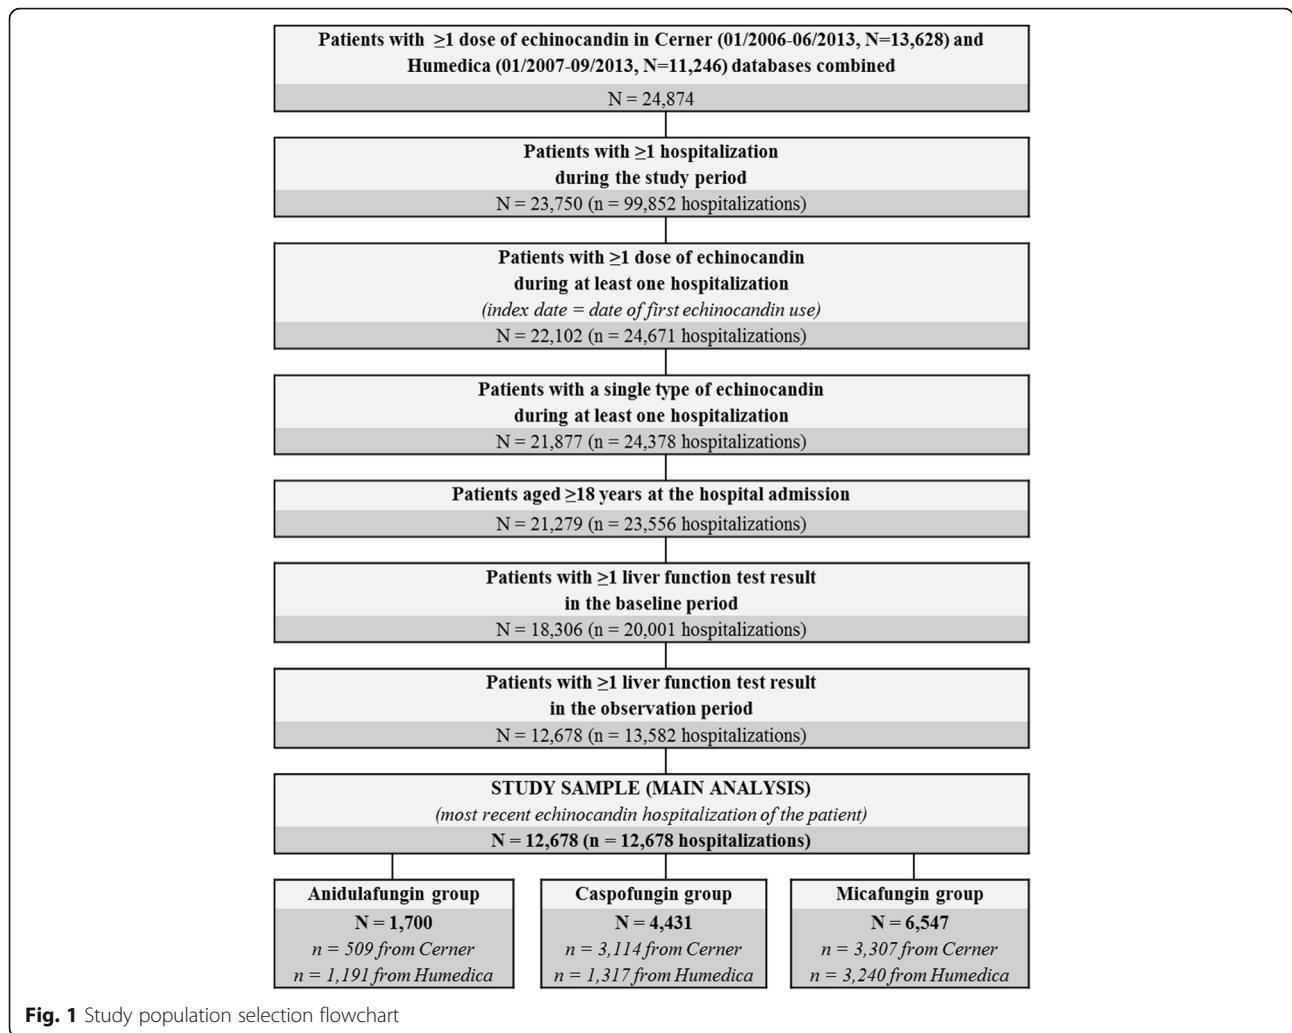 Patients with ≥1 dose of echinocandin in Cerner (01/2006-06/2013, N=13,628) and
Humedica (01/2007-09/2013, N=11,246) databases combined
N = 24,874
Patients with ≥1 hospitalization
during the study period
N = 23,750 (n = 99,852 hospitalizations)
Patients with ≥1 dose of echinocandin
during at least one hospitalization
(index date = date of first echinocandin use)
N = 22,102 (n = 24,671 hospitalizations)
Patients with a single type of echinocandin
during at least one hospitalization
N = 21,877 (n = 24,378 hospitalizations)
Patients aged ≥18 years at the hospital admission
N = 21,279 (n = 23,556 hospitalizations)
Patients with ≥1 liver function test result
in the baseline period
N = 18,306 (n = 20,001 hospitalizations)
Patients with ≥1 liver function test result
in the observation period
N = 12,678 (n = 13,582 hospitalizations)
STUDY SAMPLE (MAIN ANALYSIS)
(most recent echinocandin hospitalization of the patient)
N = 12,678 (n = 12,678 hospitalizations)
Anidulafungin group
N = 1,700
n = 509 from Cerner
n = 1,191 from Humedica
Caspofungin group
N = 4,431
n = 3,114 from Cerner
n = 1,317 from Humedica
Micafungin group
N = 6,547
n = 3,307 from Cerner
n = 3,240 from Humedica
Fig. 1 Study population selection flowchart